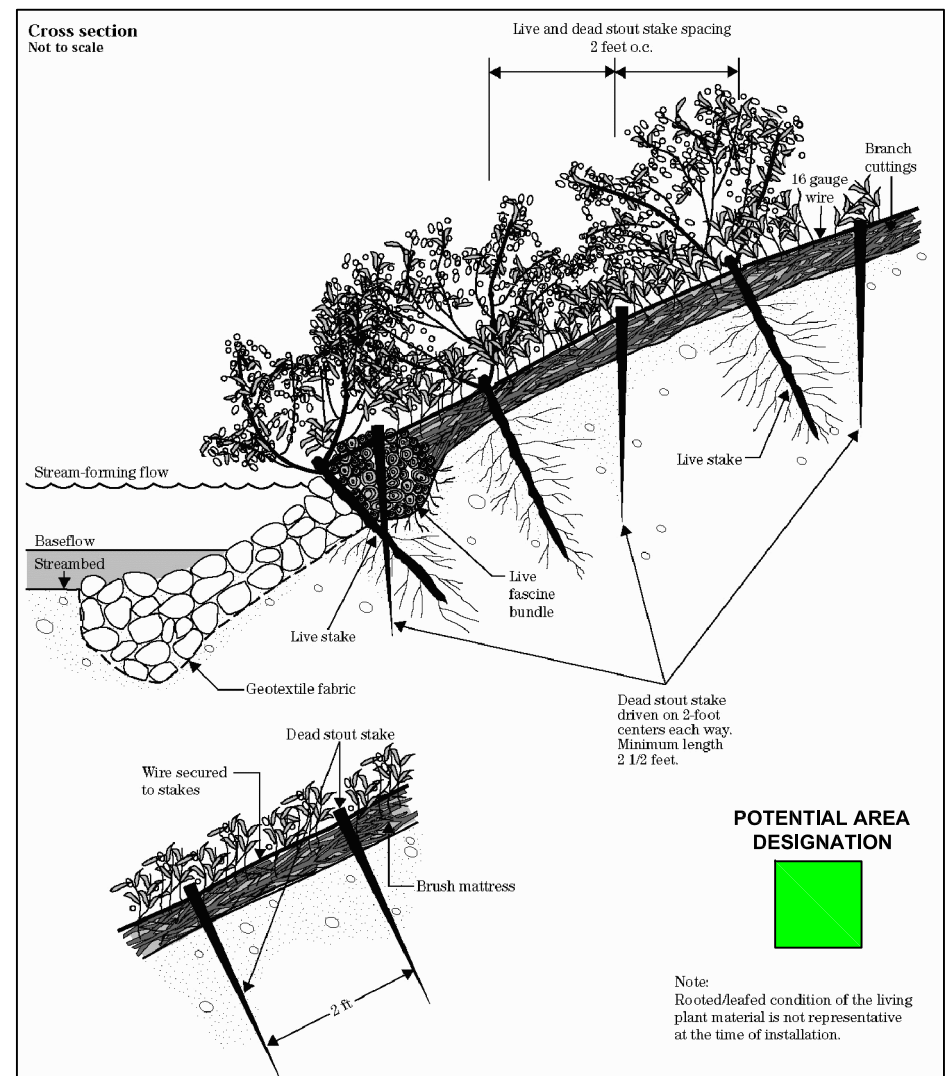 Cross section
Not to scale
Live and dead stout stake spacing
2 feet o.c.
Branch
cuttings
16 gauge
wire
Live stake
Stream-forming flow
Baseflow
Streambed
Live
fascine
bundle
Live stake
Geotextile fabric
Dead stout stake
driven on 2-foot
centers each way.
Minimum length
2 1/2 feet.
Dead stout stake
Wire secured
to stakes
Brush mattress
2 ft
POTENTIAL AREA
DESIGNATION
Note:
Rooted/leafed condition of the living
plant material is not representative
at the time of installation.